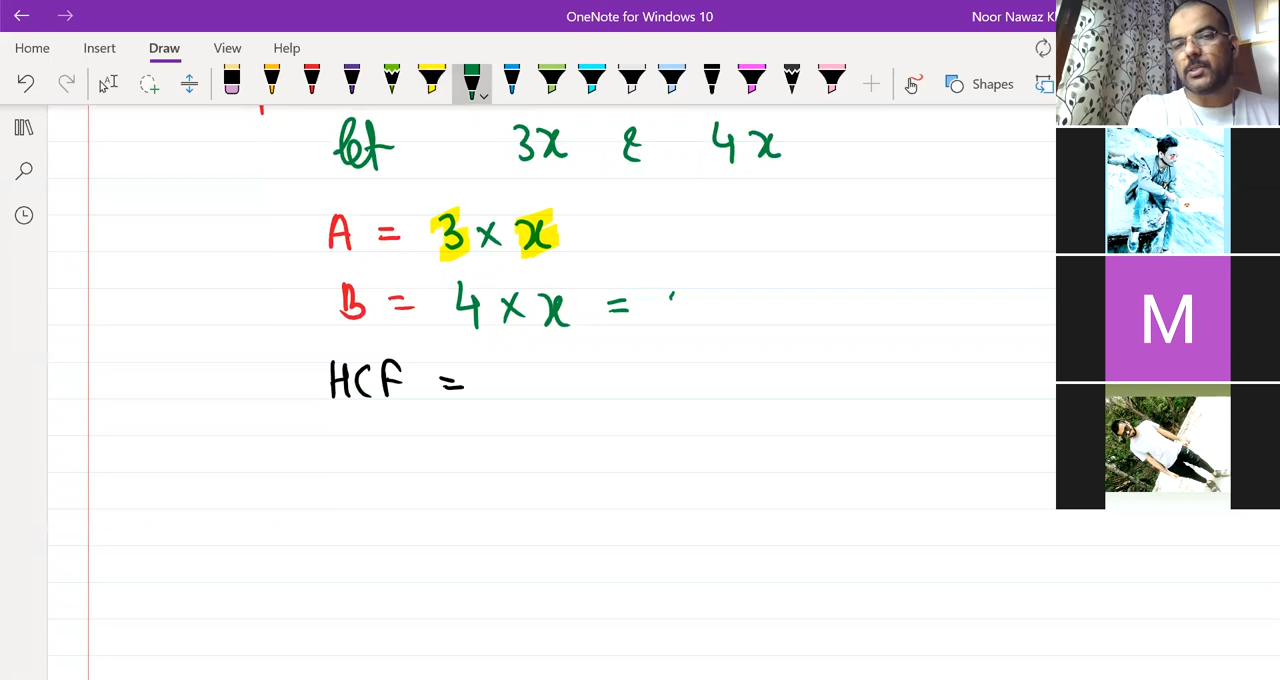 OneNote for Windows 10
Noor Nawaz K
Home Insert Draw View Help
Shapes
let 3x & 4x
A = 3 × x
B = 4 × x =
HCF =
M